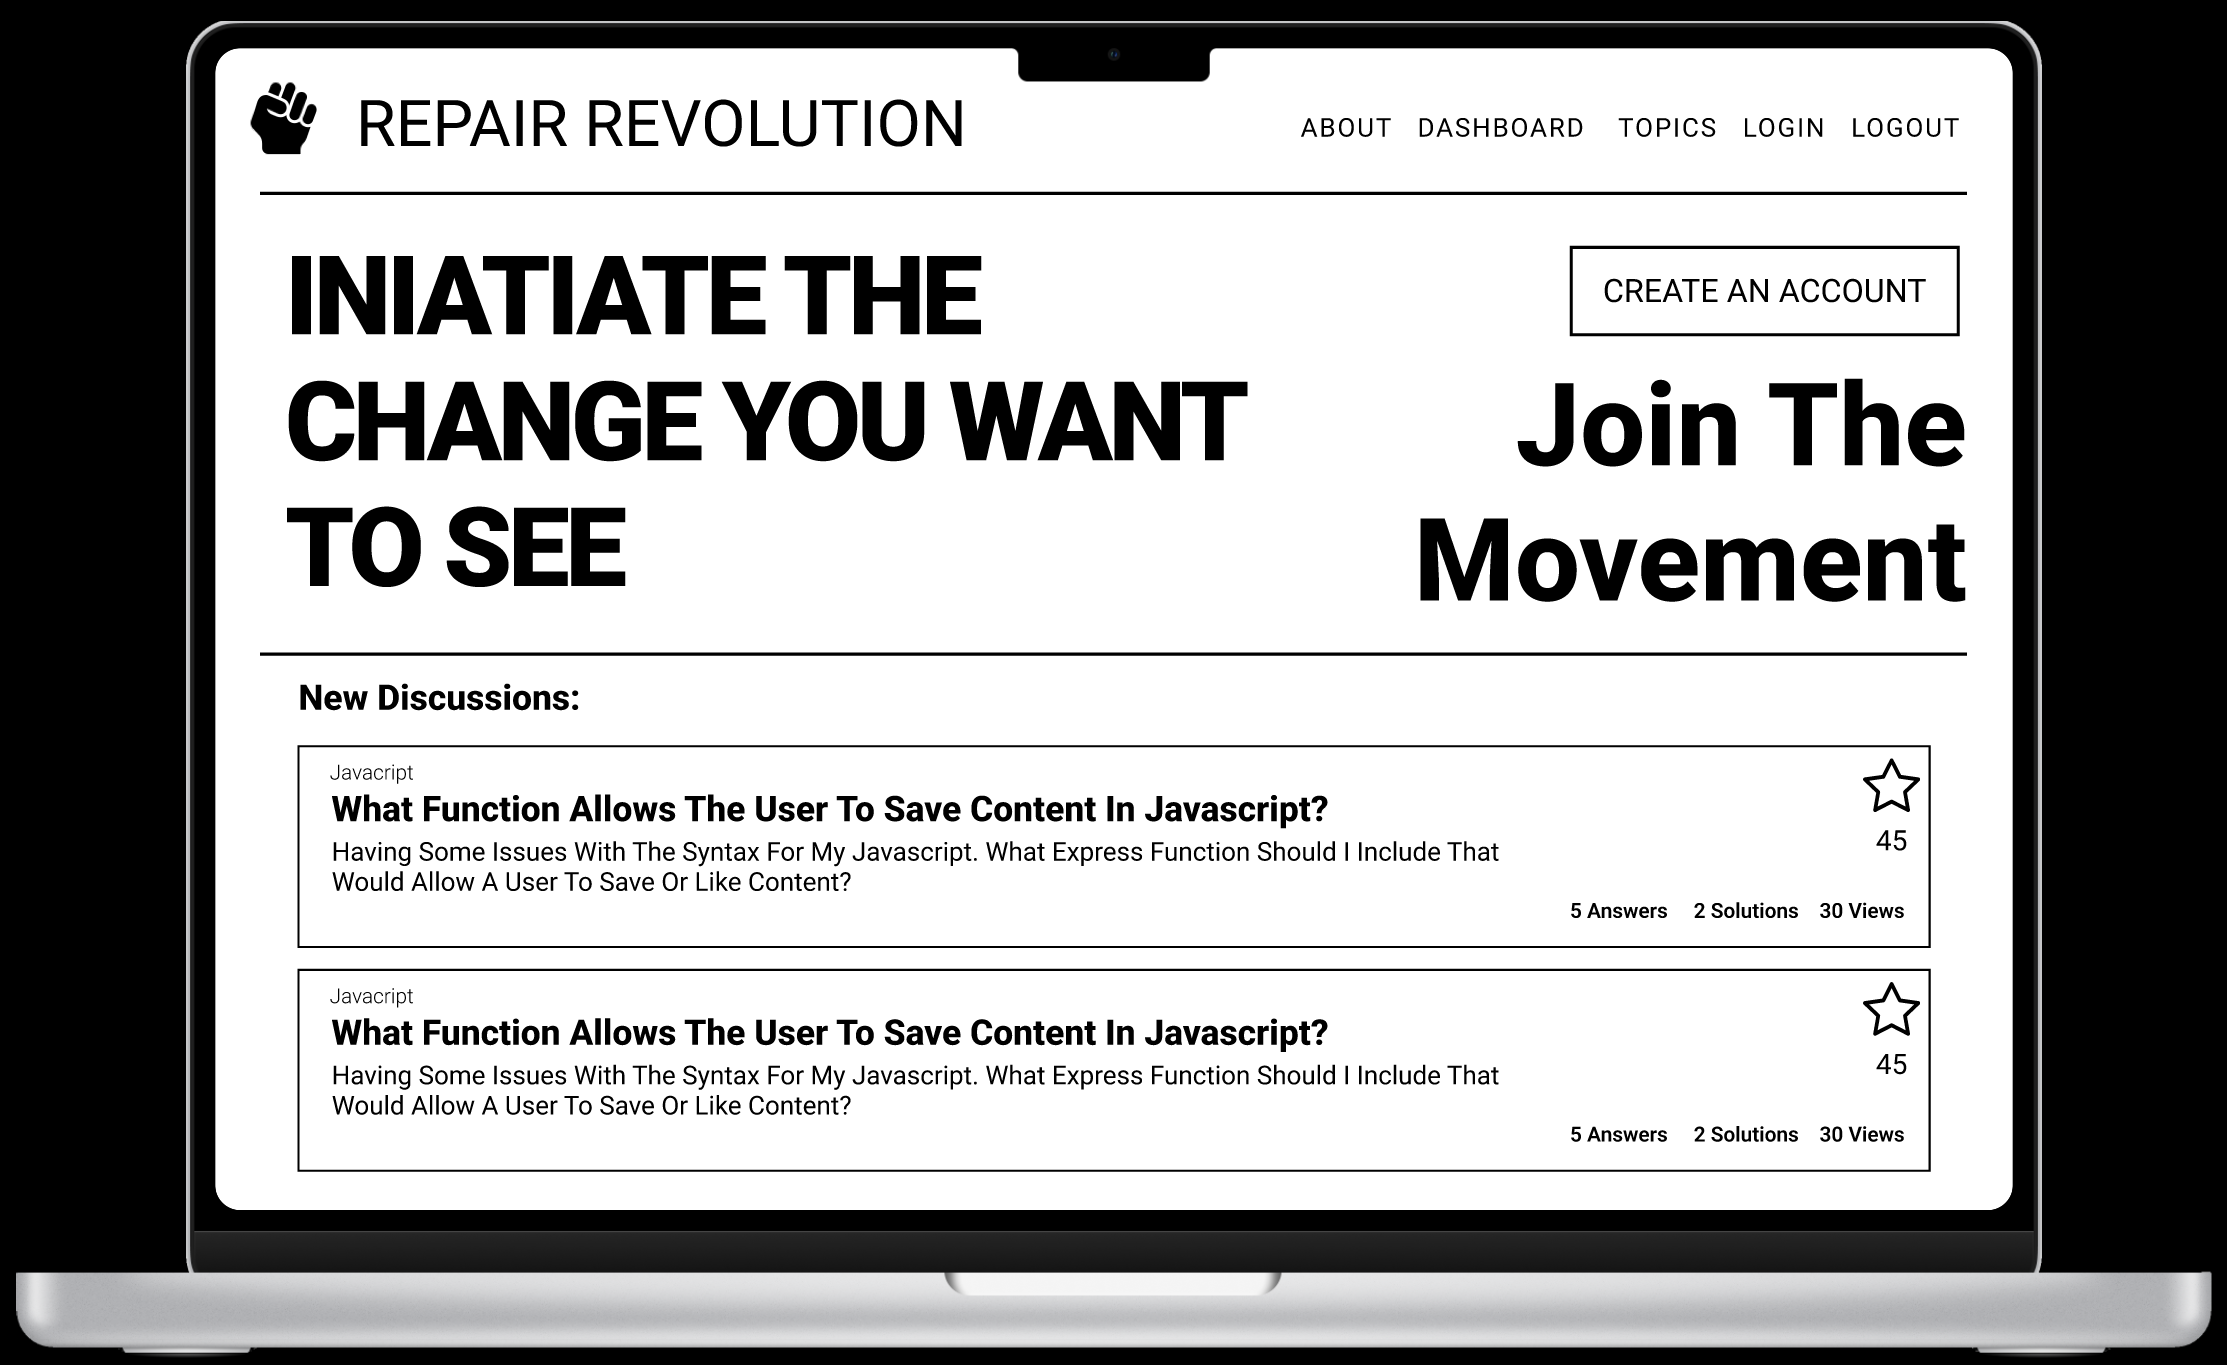 REPAIR REVOLUTION
ABOUT DASHBOARD TOPICS LOGIN LOGOUT
INIATIATE THE
CHANGE YOU WANT
TO SEE
CREATE AN ACCOUNT
Join The
Movement
New Discussions:
Javacript
What Function Allows The User To Save Content In Javascript?
Having Some Issues With The Syntax For My Javascript. What Express Function Should I Include That
Would Allow A User To Save Or Like Content?
45
5 Answers 2 Solutions 30 Views
Javacript
What Function Allows The User To Save Content In Javascript?
Having Some Issues With The Syntax For My Javascript. What Express Function Should I Include That
Would Allow A User To Save Or Like Content?
45
5 Answers 2 Solutions 30 Views